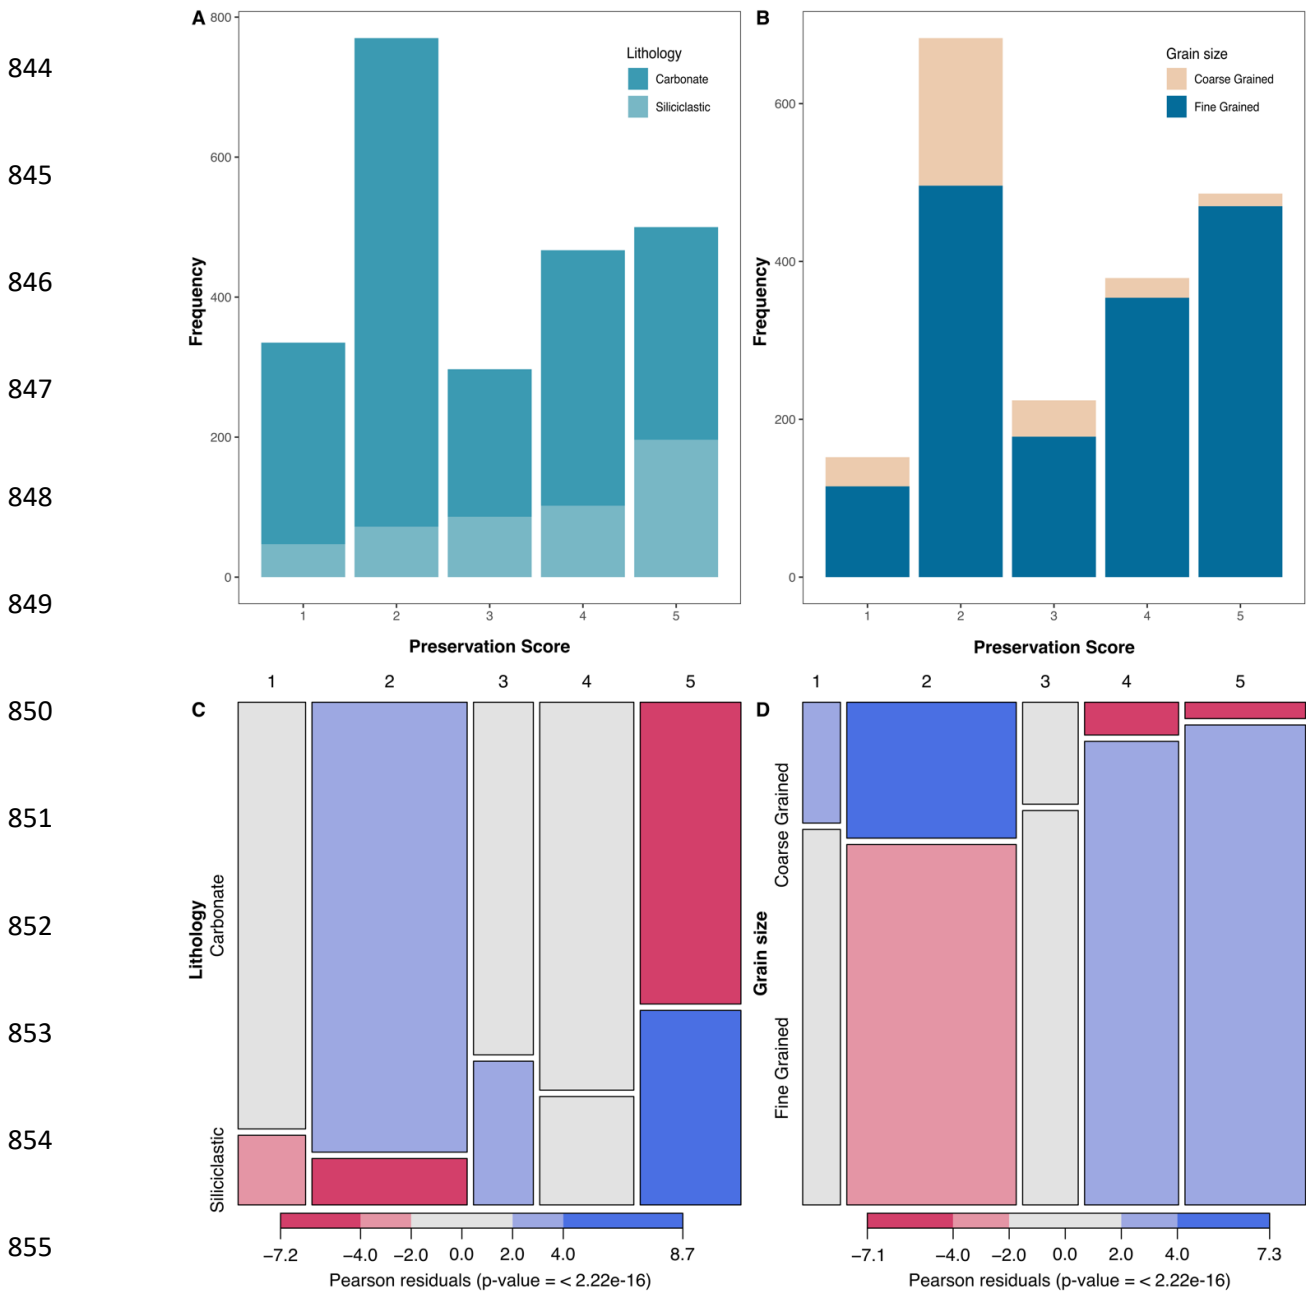 844
845
846
847
848
849
850
851
852
853
854
855
A
800
600
400
200
0
Frequency
Lithology
Carbonate
Siliciclastic
1 2 3 4 5
Preservation Score
B
600
400
200
0
Frequency
Grain size
Coarse Grained
Fine Grained
1 2 3 4 5
Preservation Score
C
1 2 3 4 5
Lithology
Carbonate
Siliciclastic
−7.2 −4.0 −2.0 0.0 2.0 4.0 8.7
Pearson residuals (p-value = < 2.22e-16)
D
1 2 3 4 5
Grain size
Coarse Grained
Fine Grained
−7.1 −4.0 −2.0 0.0 2.0 4.0 7.3
Pearson residuals (p-value = < 2.22e-16)